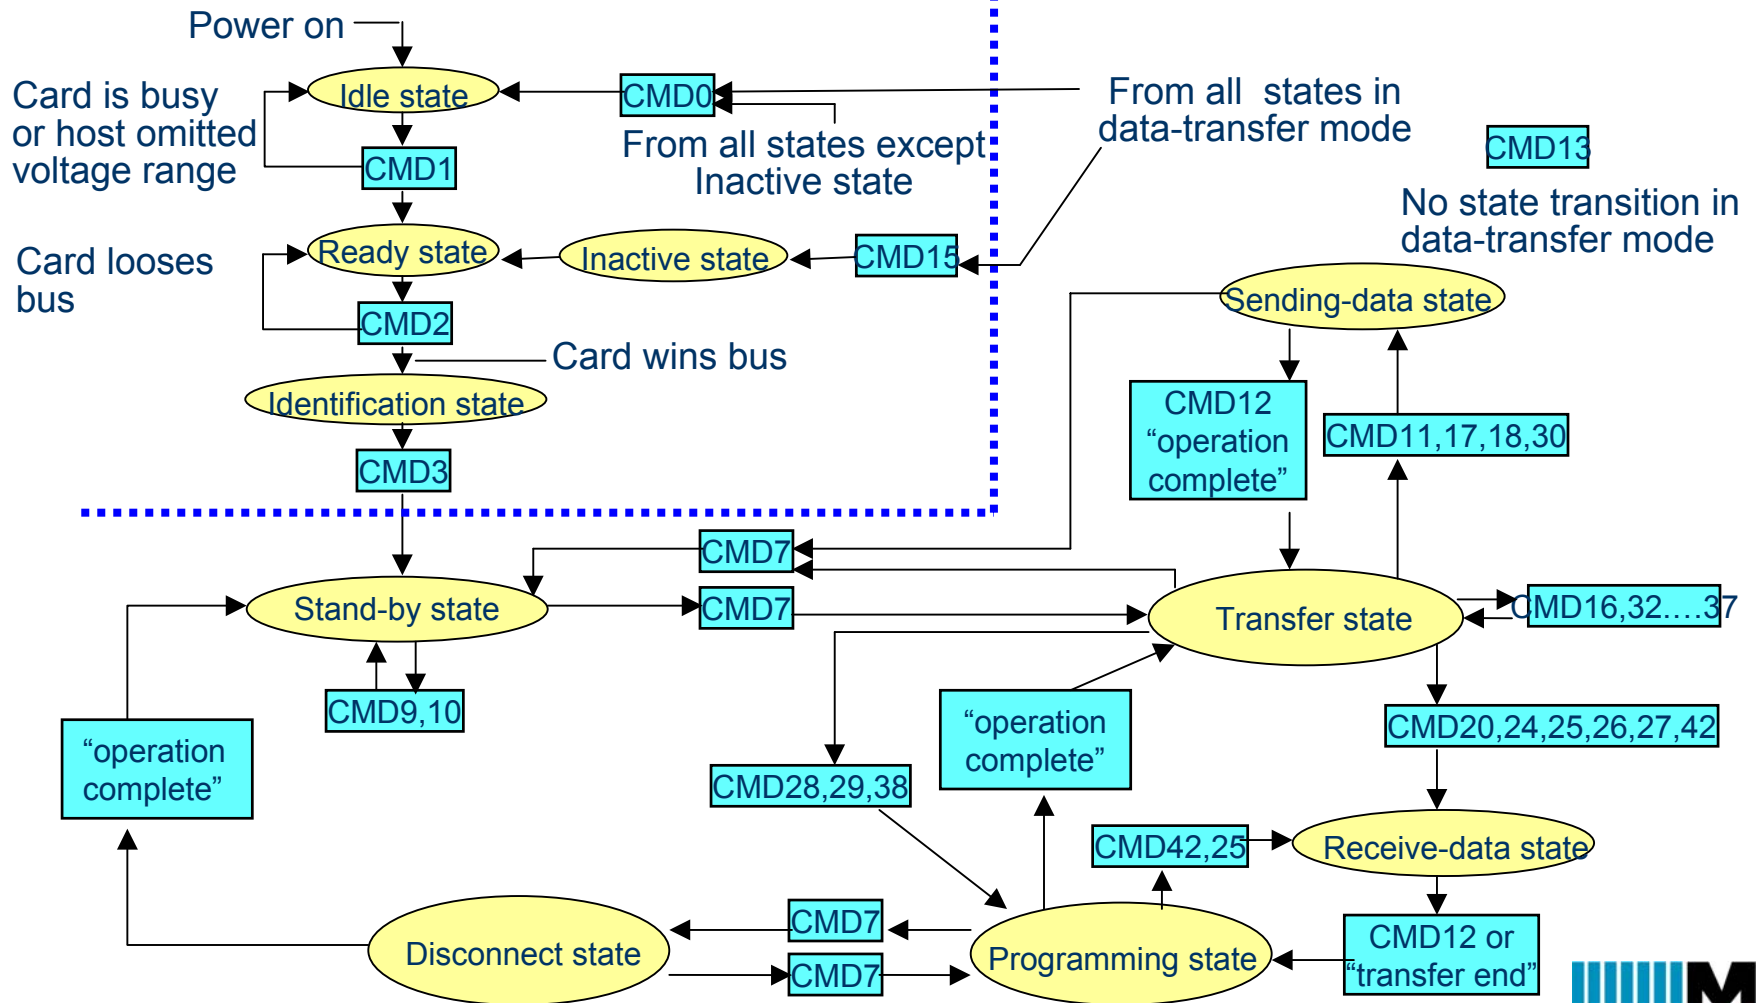 Power on
Idle state
CMD0
Card is busy
or host omitted
voltage range
From all  states in
data-transfer mode
From all states except
Inactive state
CMD13
CMD1
No state transition in
data-transfer mode
Ready state
Inactive state
CMD15
Card looses
bus
Sending-data state
CMD2
Card wins bus
Identification state
CMD12
“operation
complete”
CMD11,17,18,30
CMD3
CMD7
Stand-by state
CMD7
Transfer state
CMD16,32....37
CMD9,10
“operation
complete”
“operation
complete”
CMD20,24,25,26,27,42
CMD28,29,38
CMD42,25
Receive-data state
CMD7
Disconnect state
Programming state
CMD12 or
“transfer end”
CMD7
M